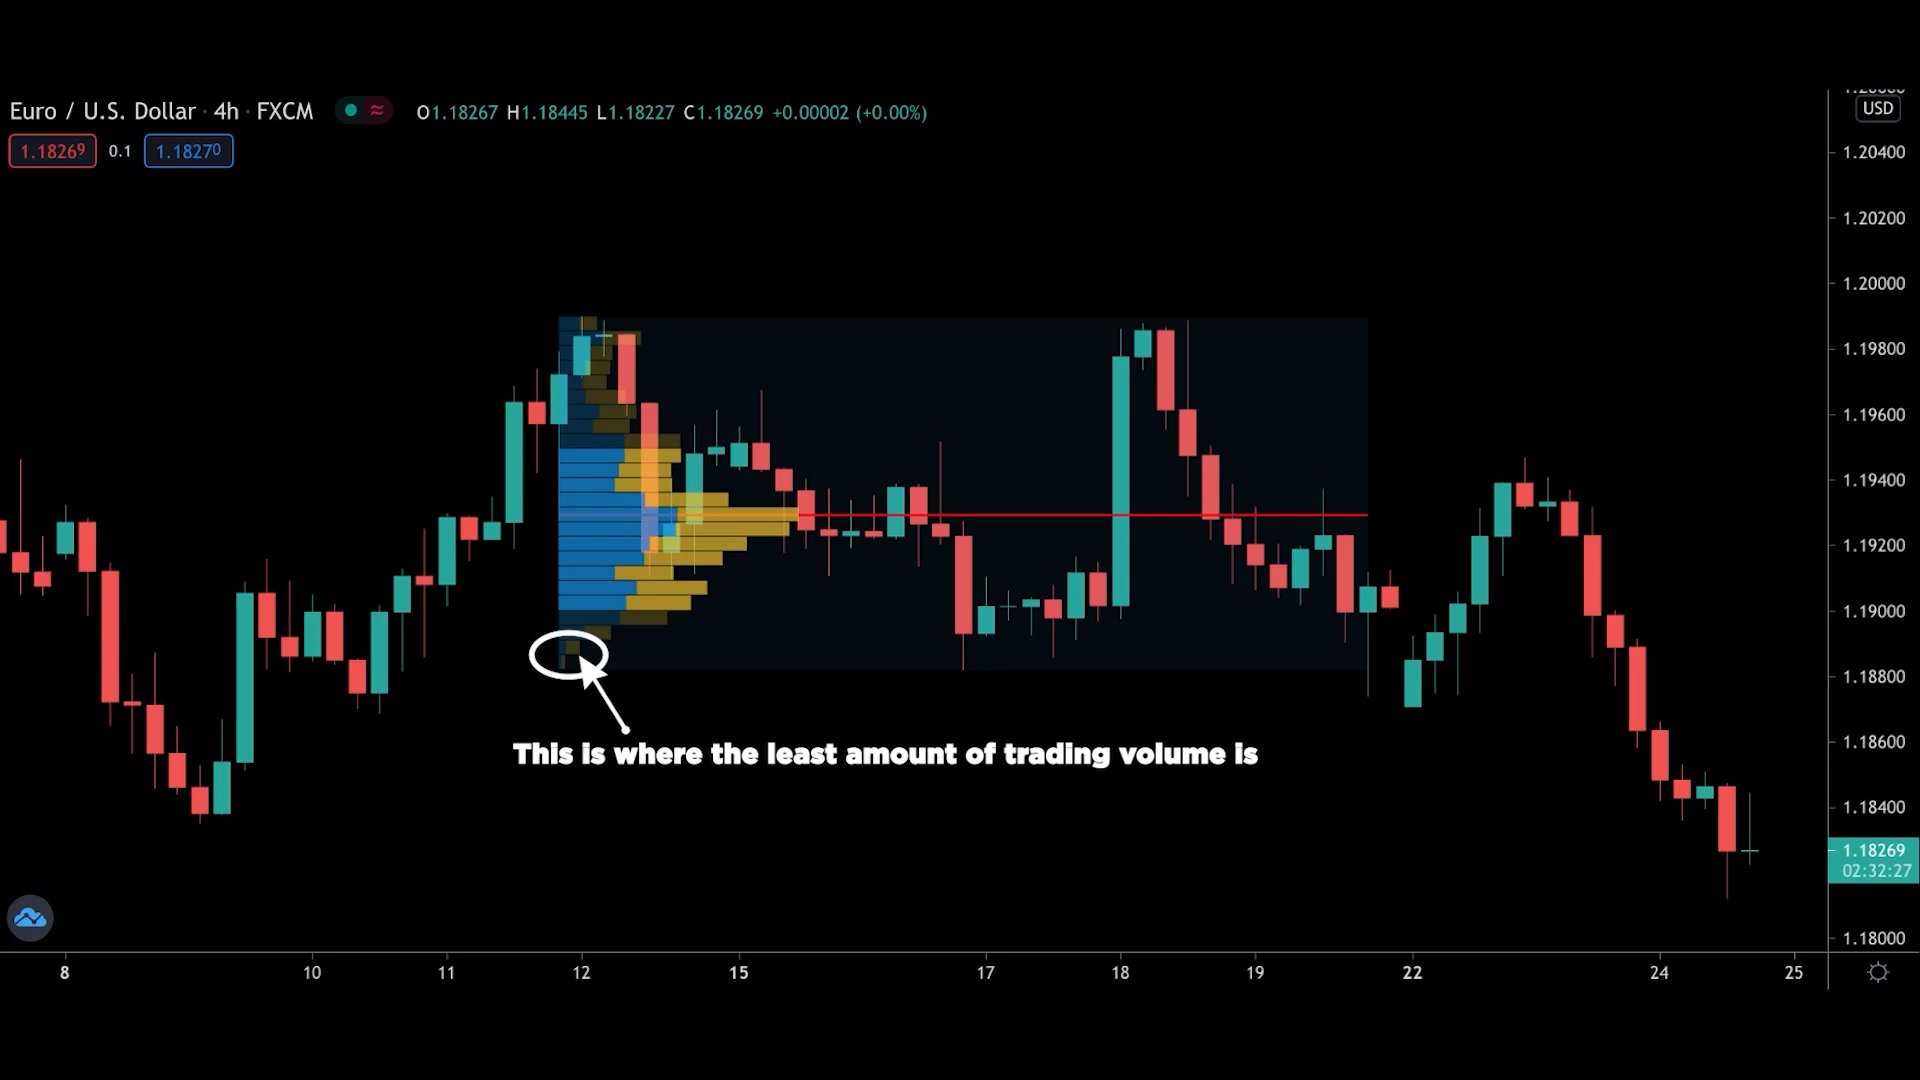 Euro / U.S. Dollar · 4h · FXCM
O1.18267 H1.18445 L1.18227 C1.18269 +0.00002 (+0.00%)
USD
1.18269 0.1 1.18270
1.20400
1.20200
1.20000
1.19800
1.19600
1.19400
1.19200
1.19000
1.18800
1.18600
This is where the least amount of trading volume is
1.18400
1.18269
02:32:27
1.18000
8 10 11 12 15 17 18 19 22 24 25